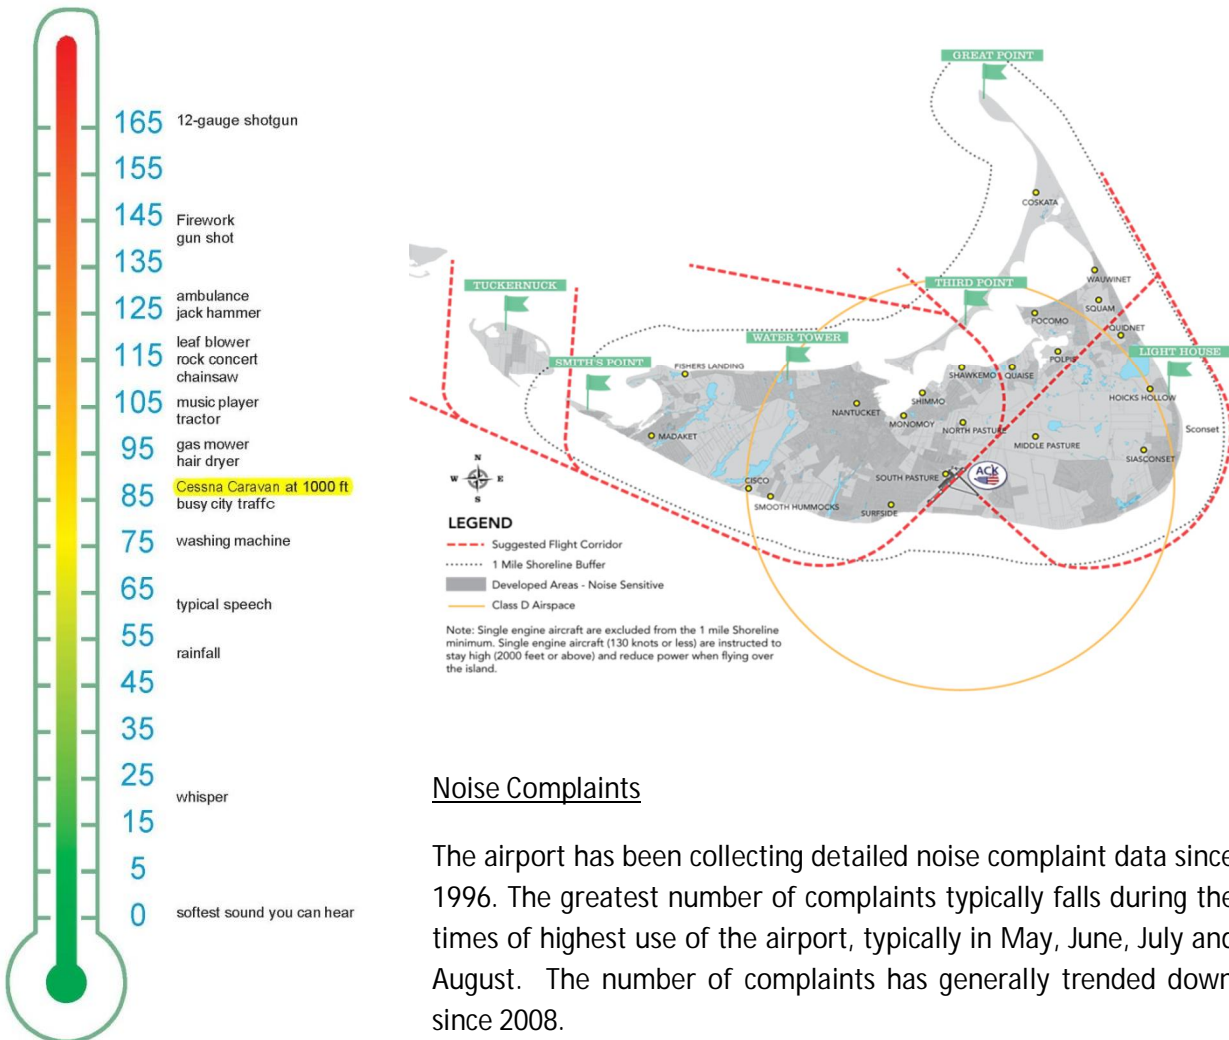 165 12-gauge shotgun
155
145 Firework
gun shot
135
125 ambulance
jack hammer
115 leaf blower
rock concert
chainsaw
105 music player
tractor
95 gas mower
hair dryer
85 Cessna Caravan at 1000 ft
busy city traffc
75 washing machine
65
typical speech
55
rainfall
45
35
25
whisper
15
5
0 softest sound you can hear
GREAT POINT
COSKATA
WAUWINET
TUCKERNUCK
THIRD POINT
SQUAM
POCOMO
QUIDNET
WATER TOWER
LIGHT HOUSE
SMITH'S POINT
FISHERS LANDING
POLPIS
SHAWKEMO
QUAISE
HOICKS HOLLOW
SHIMMO
NANTUCKET
MONOMOY
NORTH PASTURE
Sconset
MADAKET
MIDDLE PASTURE
SIASCONSET
N
W E
S
ACK
SOUTH PASTURE
CISCO
SMOOTH HUMMOCKS
SURFSIDE
LEGEND
Suggested Flight Corridor
1 Mile Shoreline Buffer
Developed Areas - Noise Sensitive
Class D Airspace
Note: Single engine aircraft are excluded from the 1 mile Shoreline
minimum. Single engine aircraft (130 knots or less) are instructed to
stay high (2000 feet or above) and reduce power when flying over
the island.
Noise Complaints
The airport has been collecting detailed noise complaint data since
1996. The greatest number of complaints typically falls during the
times of highest use of the airport, typically in May, June, July and
August. The number of complaints has generally trended down
since 2008.